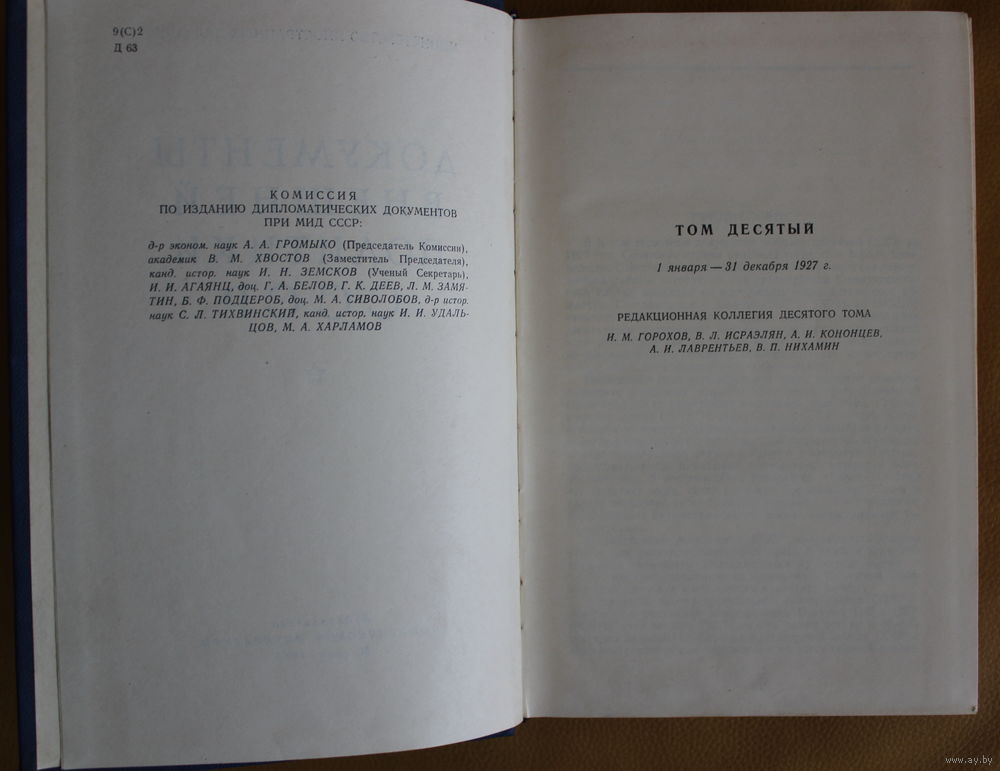 9(С)2
Д 63
ДОКУМЕНТЫ
КОМИССИЯ
ПО ИЗДАНИЮ ДИПЛОМАТИЧЕСКИХ ДОКУМЕНТОВ
ПРИ МИД СССР:
д-р эконом. наук А. А. ГРОМЫКО (Председатель Комиссии),
академик В. М. ХВОСТОВ (Заместитель Председателя),
канд. истор. наук И. Н. ЗЕМСКОВ (Ученый Секретарь),
И. И. АГАЯНЦ, доц. Г. А. БЕЛОВ, Г. К. ДЕЕВ, Л. М. ЗАМЯ-
ТИН, Б. Ф. ПОДЦЕРОБ, доц. М. А. СИВОЛОБОВ, д-р истор.
наук С. Л. ТИХВИНСКИЙ, канд. истор. наук И. И. УДАЛЬ-
ЦОВ, М. А. ХАРЛАМОВ
ТОМ ДЕСЯТЫЙ
1 января — 31 декабря 1927 г.
РЕДАКЦИОННАЯ КОЛЛЕГИЯ ДЕСЯТОГО ТОМА
И. М. ГОРОХОВ, В. Л. ИСРАЭЛЯН, А. И. КОНОНЦЕВ,
А. И. ЛАВРЕНТЬЕВ, В. П. НИХАМИН
www.ay.by